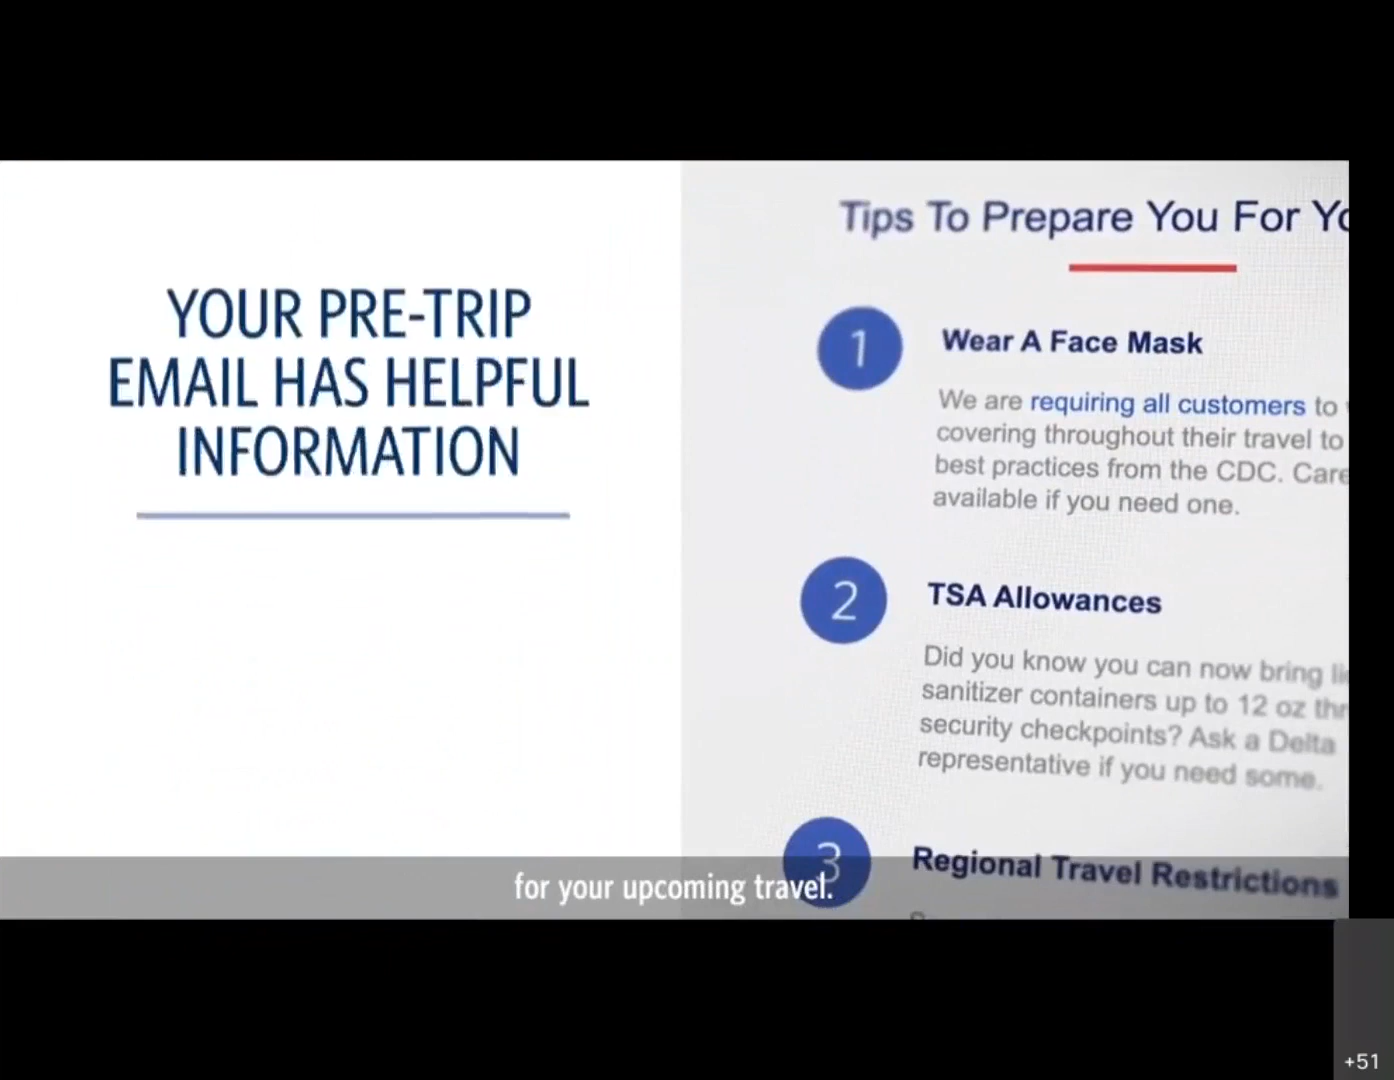 YOUR PRE-TRIP
EMAIL HAS HELPFUL
INFORMATION
Tips To Prepare You For
1
Wear A Face Mask
We are requiring all customers to
covering throughout their travel to
best practices from the CDC. Care
available if you need one.
2
TSA Allowances
Did you know you can now bring
sanitizer containers up to 12 oz
security checkpoints? Ask a Delta
representative if you need some.
3
Regional Travel Restrictions
for your upcoming travel.
+51